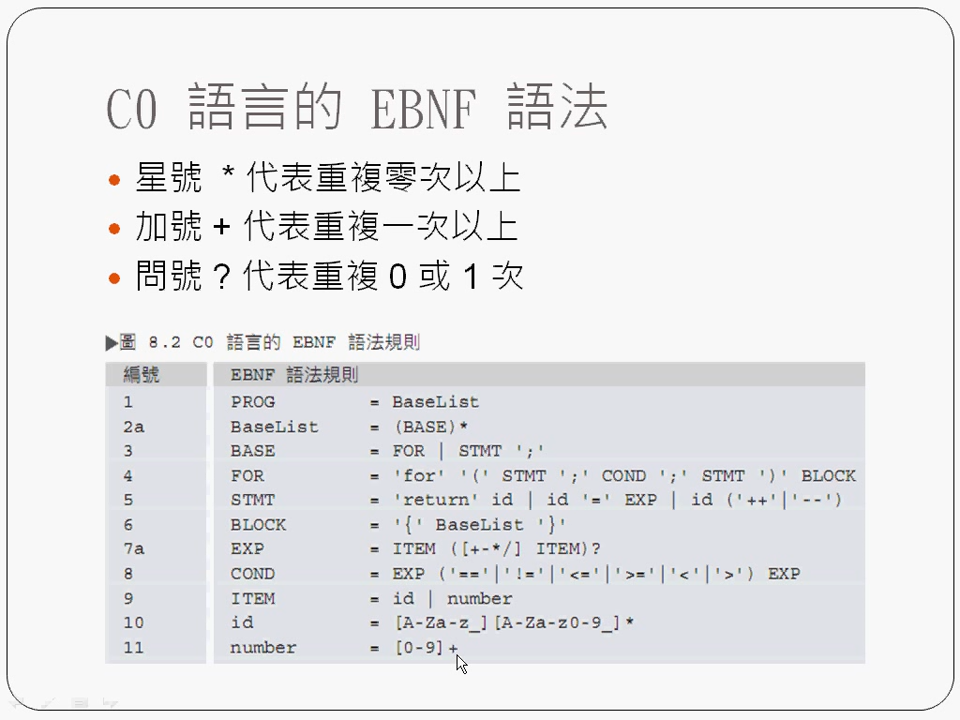 C0 語言的 EBNF 語法
• 星號 * 代表重複零次以上
• 加號 + 代表重複一次以上
• 問號 ? 代表重複 0 或 1 次
▶圖 8.2 C0 語言的 EBNF 語法規則
編號 EBNF 語法規則
1 PROG = BaseList
2a BaseList = (BASE)*
3 BASE = FOR | STMT ';'
4 FOR = 'for' '(' STMT ';' COND ';' STMT ')' BLOCK
5 STMT = 'return' id | id '=' EXP | id ('++'|'--')
6 BLOCK = '{' BaseList '}'
7a EXP = ITEM ([+-*/] ITEM)?
8 COND = EXP ('=='|'!='|'<='|'>='|'<'|'>') EXP
9 ITEM = id | number
10 id = [A-Za-z_][A-Za-z0-9_]*
11 number = [0-9]+